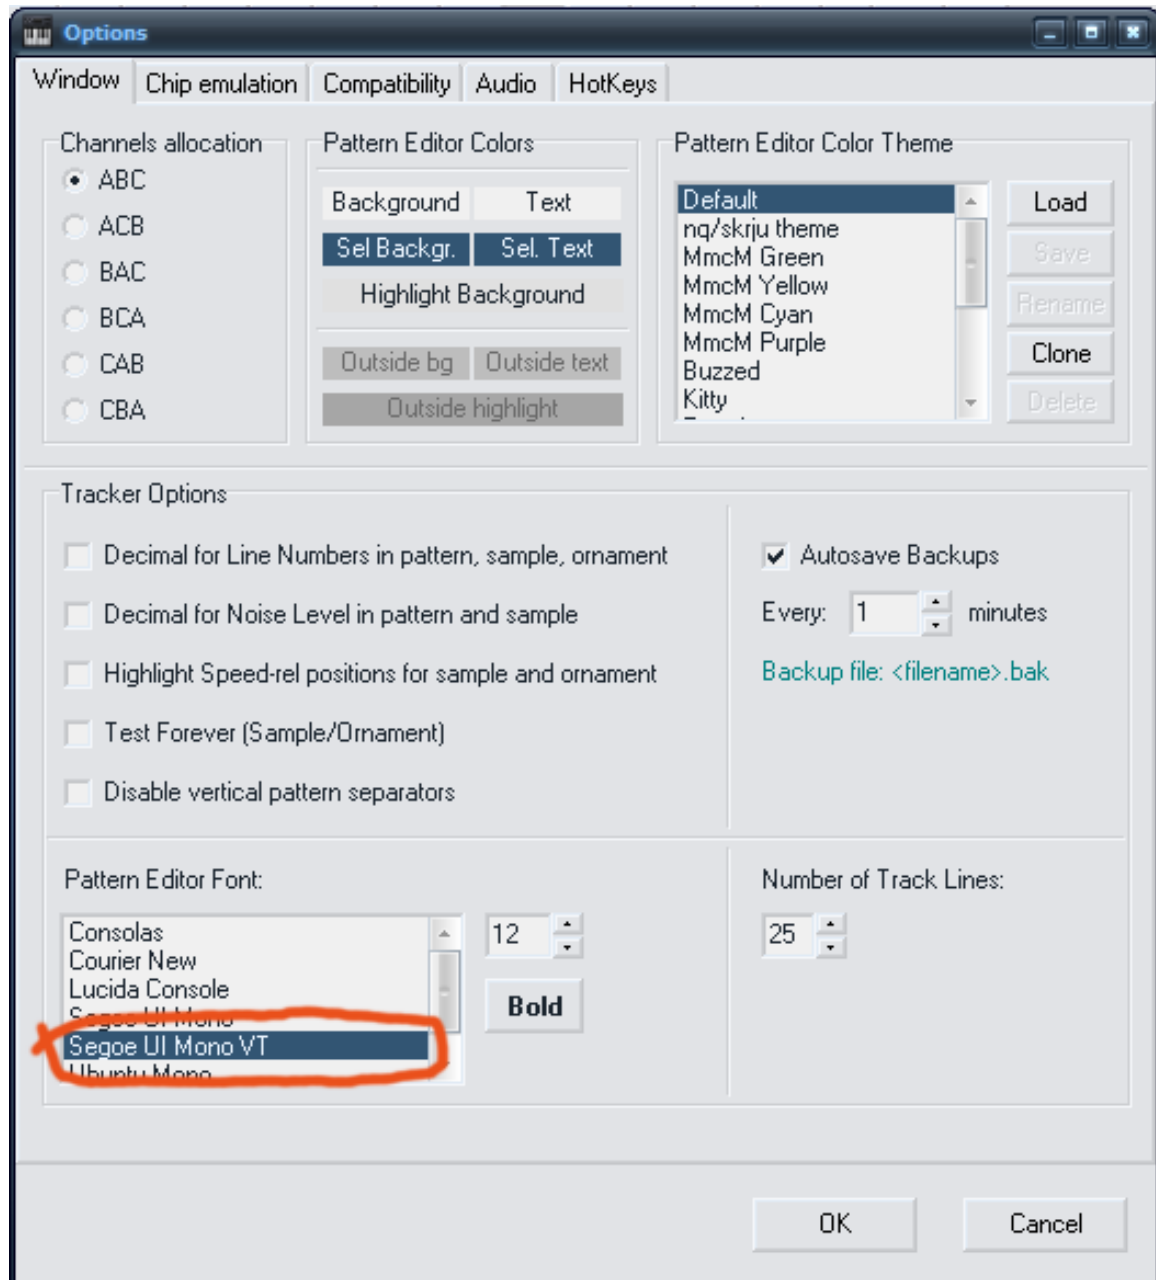 Options
Window Chip emulation Compatibility Audio HotKeys
Channels allocation
ABC
ACB
BAC
BCA
CAB
CBA
Pattern Editor Colors
Background Text
Sel Backgr. Sel. Text
Highlight Background
Outside bg Outside text
Outside highlight
Pattern Editor Color Theme
Default
nq/skrju theme
MmcM Green
MmcM Yellow
MmcM Cyan
MmcM Purple
Buzzed
Kitty
Load
Save
Rename
Clone
Delete
Tracker Options
Decimal for Line Numbers in pattern, sample, ornament
Decimal for Noise Level in pattern and sample
Highlight Speed-rel positions for sample and ornament
Test Forever (Sample/Ornament)
Disable vertical pattern separators
Autosave Backups
Every: 1 minutes
Backup file: <filename>.bak
Pattern Editor Font:
Consolas
Courier New
Lucida Console
Segoe UI Mono
Segoe UI Mono VT
Ubuntu Mono
12
Bold
Number of Track Lines:
25
OK Cancel